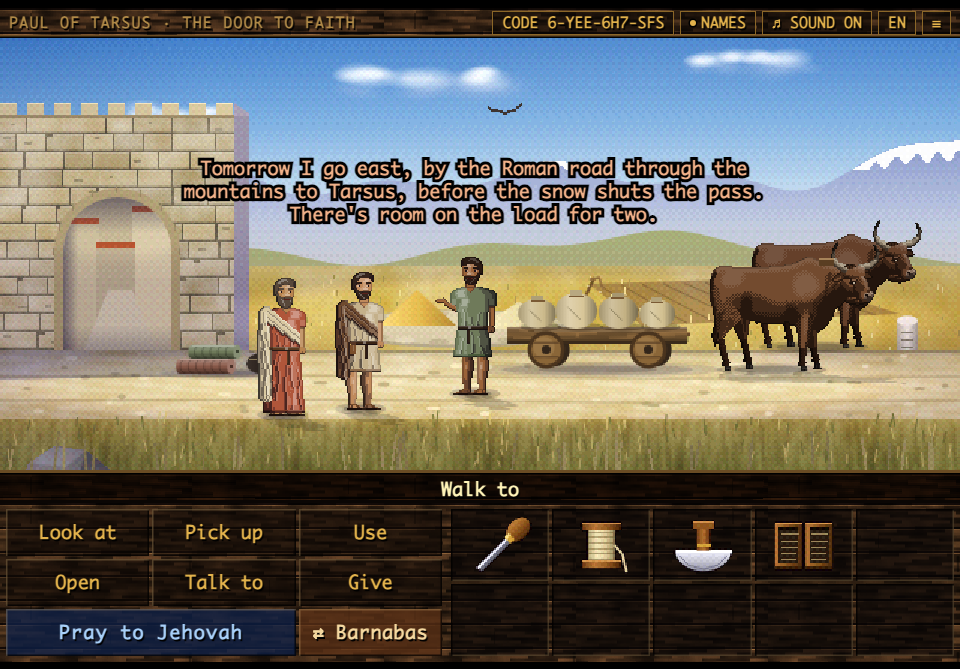 PAUL OF TARSUS · THE DOOR TO FAITH
CODE 6-YEE-6H7-SFS
• NAMES
♬ SOUND ON
EN
≡
Tomorrow I go east, by the Roman road through the
mountains to Tarsus, before the snow shuts the pass.
There's room on the load for two.
Walk to
Look at
Pick up
Use
Open
Talk to
Give
Pray to Jehovah
⇄ Barnabas